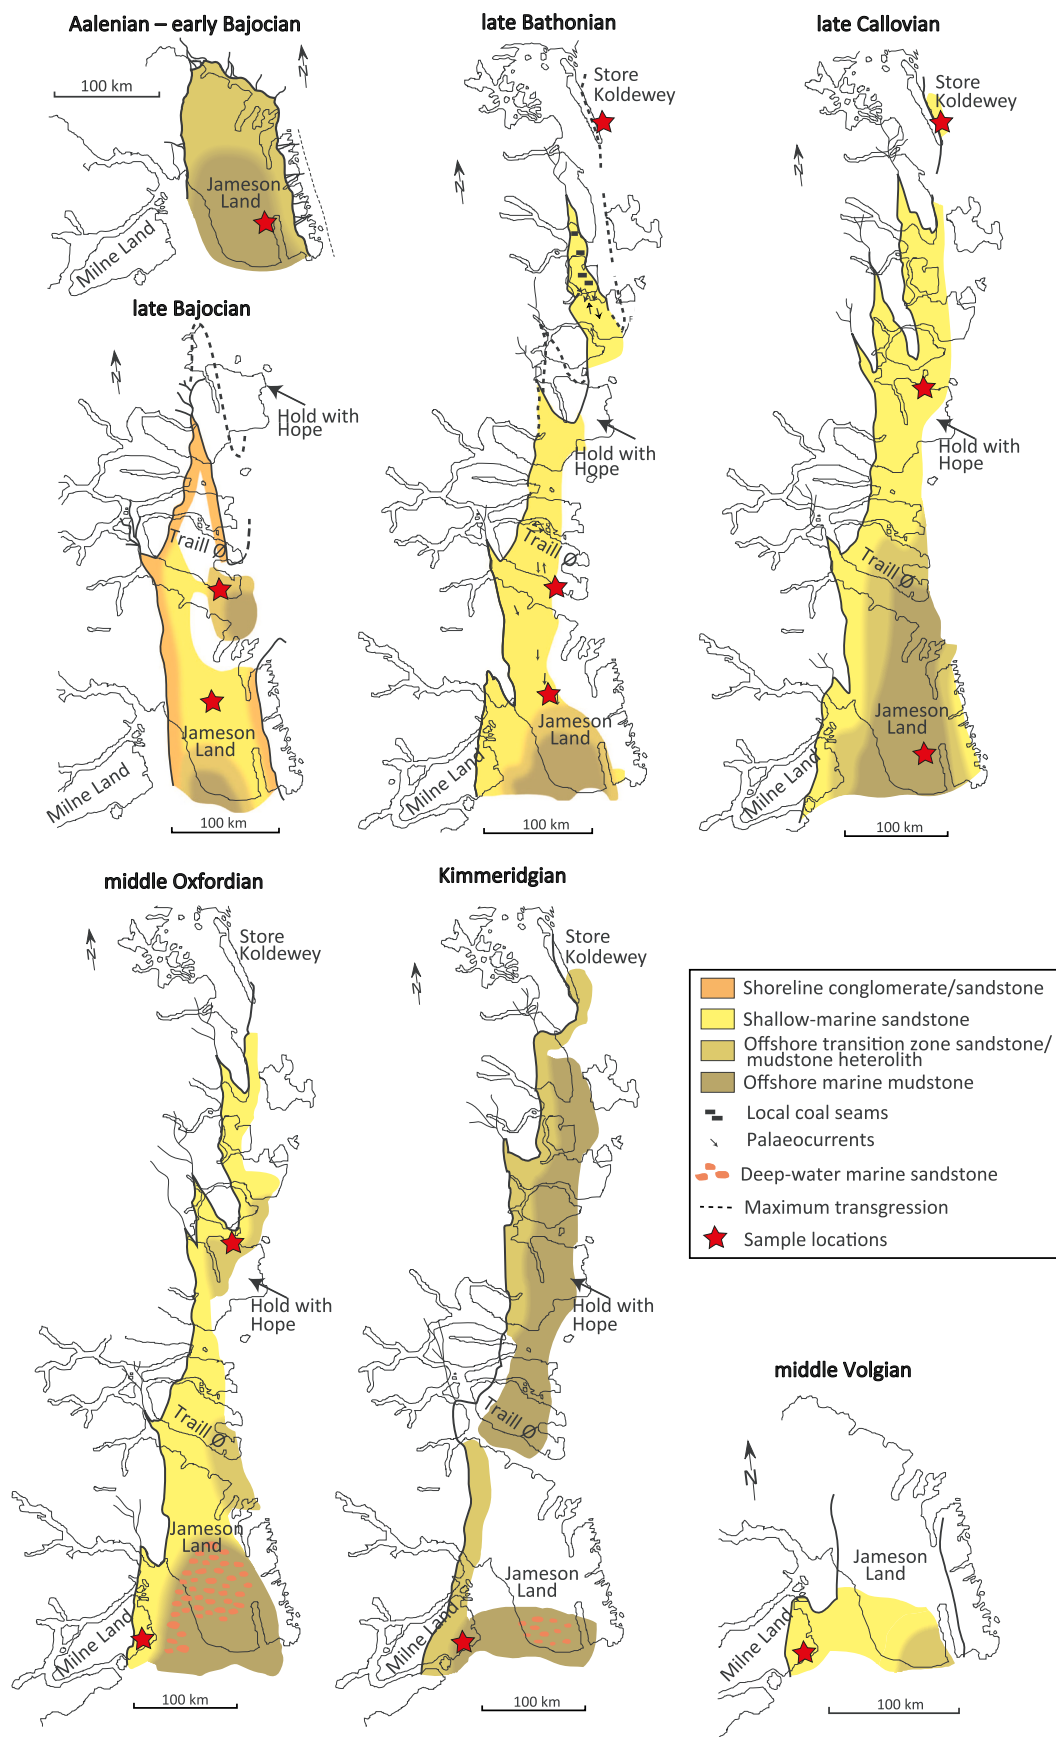 Aalenian – early Bajocian
100 km
N
Jameson
Land
Milne Land
late Bajocian
N
Hold with
Hope
Traill Ø
Jameson
Land
Milne Land
100 km
late Bathonian
Store
Koldewey
N
F
Hold with
Hope
Traill Ø
Jameson
Land
Milne Land
100 km
late Callovian
Store
Koldewey
N
Hold with
Hope
Traill Ø
Jameson
Land
Milne Land
100 km
middle Oxfordian
N
Store
Koldewey
Hold with
Hope
Traill Ø
Jameson
Land
Milne Land
100 km
Kimmeridgian
Store
Koldewey
N
Hold with
Hope
Traill Ø
Jameson
Land
Milne Land
100 km
Shoreline conglomerate/sandstone
Shallow-marine sandstone
Offshore transition zone sandstone/
mudstone heterolith
Offshore marine mudstone
Local coal seams
Palaeocurrents
Deep-water marine sandstone
Maximum transgression
Sample locations
middle Volgian
N
Jameson
Land
Milne Land
100 km